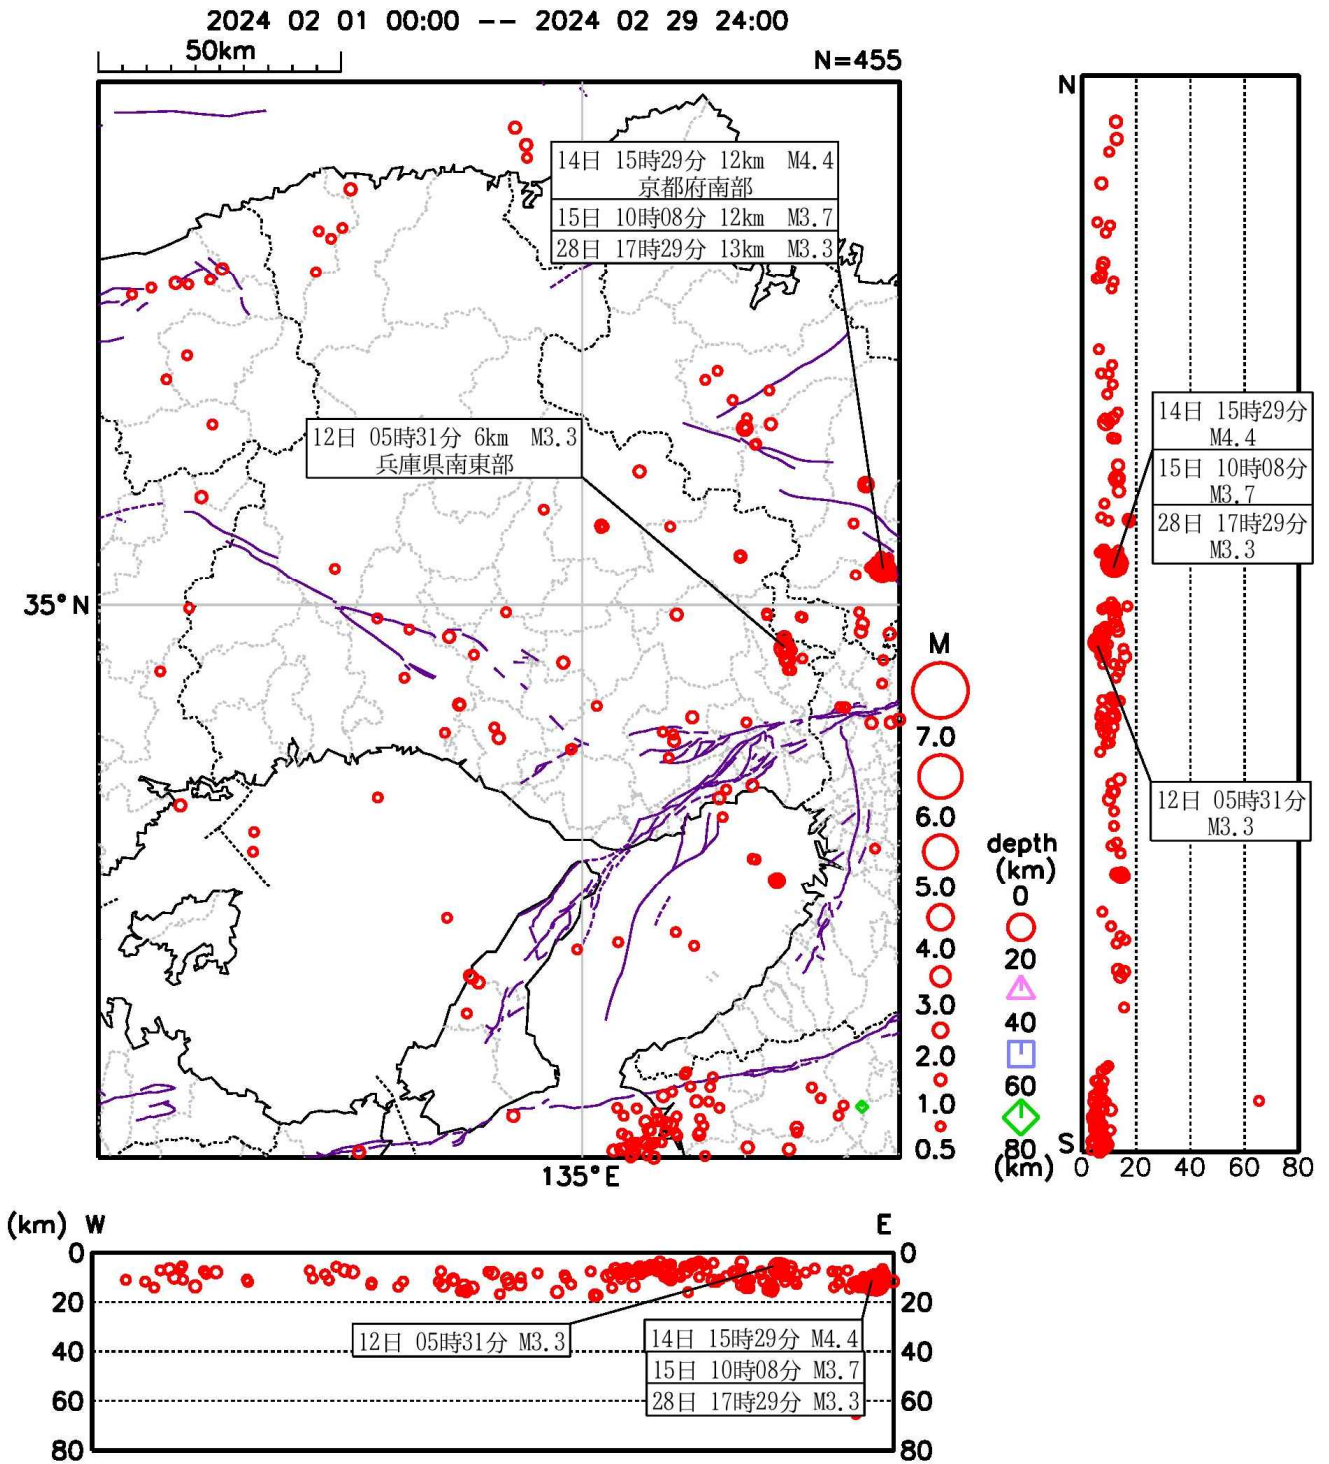 2024 02 01 00:00 -- 2024 02 29 24:00
50km
N=455
14日 15時29分 12km M4.4
京都府南部
15日 10時08分 12km M3.7
28日 17時29分 13km M3.3
12日 05時31分 6km M3.3
兵庫県南東部
35°N
135°E
M
7.0
6.0
5.0
4.0
3.0
2.0
1.0
0.5
depth
(km)
0
20
40
60
80
(km)
N
14日 15時29分
M4.4
15日 10時08分
M3.7
28日 17時29分
M3.3
12日 05時31分
M3.3
S
0 20 40 60 80
(km) W E
0 0
20 20
40 40
60 60
80 80
12日 05時31分 M3.3
14日 15時29分 M4.4
15日 10時08分 M3.7
28日 17時29分 M3.3